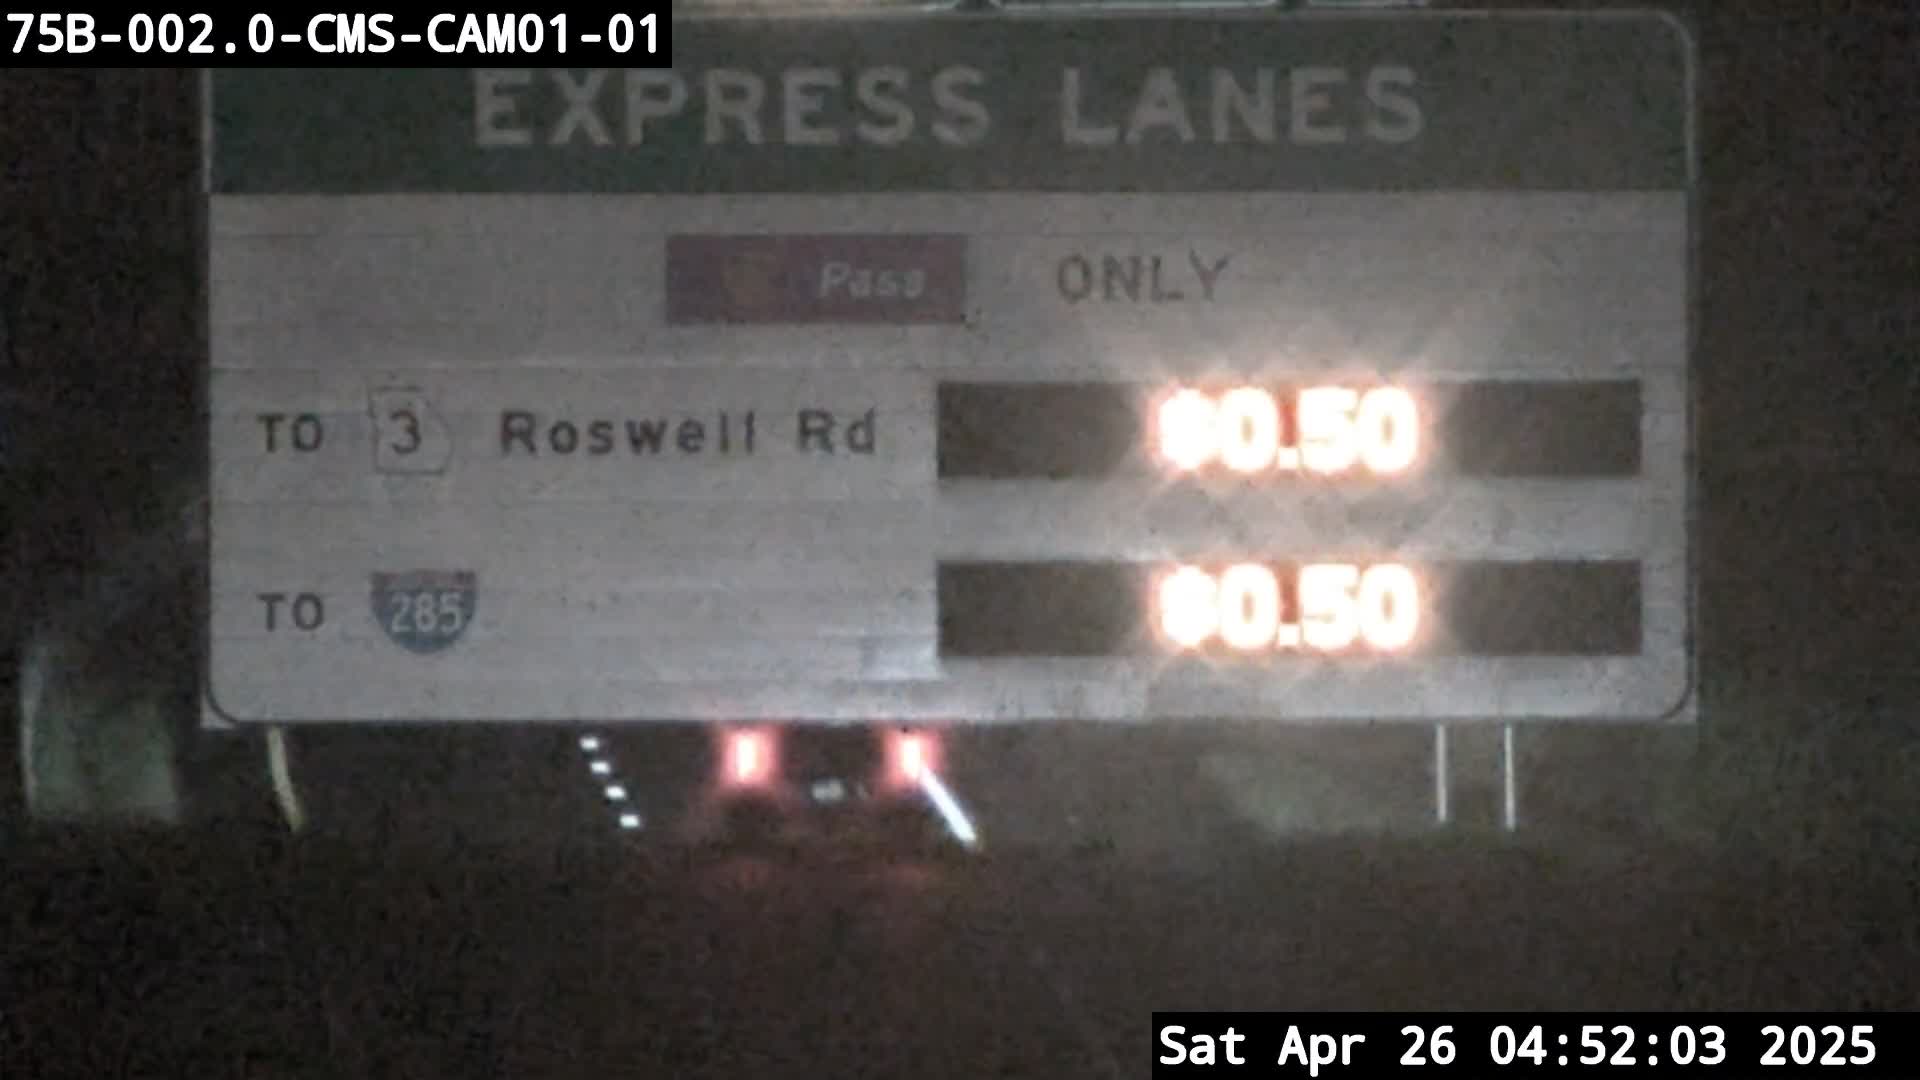 75B-002.0-CMS-CAM01-01
EXPRESS LANES
Pass ONLY
TO 3 Roswell Rd $0.50
TO 285 $0.50
Sat Apr 26 04:52:03 2025